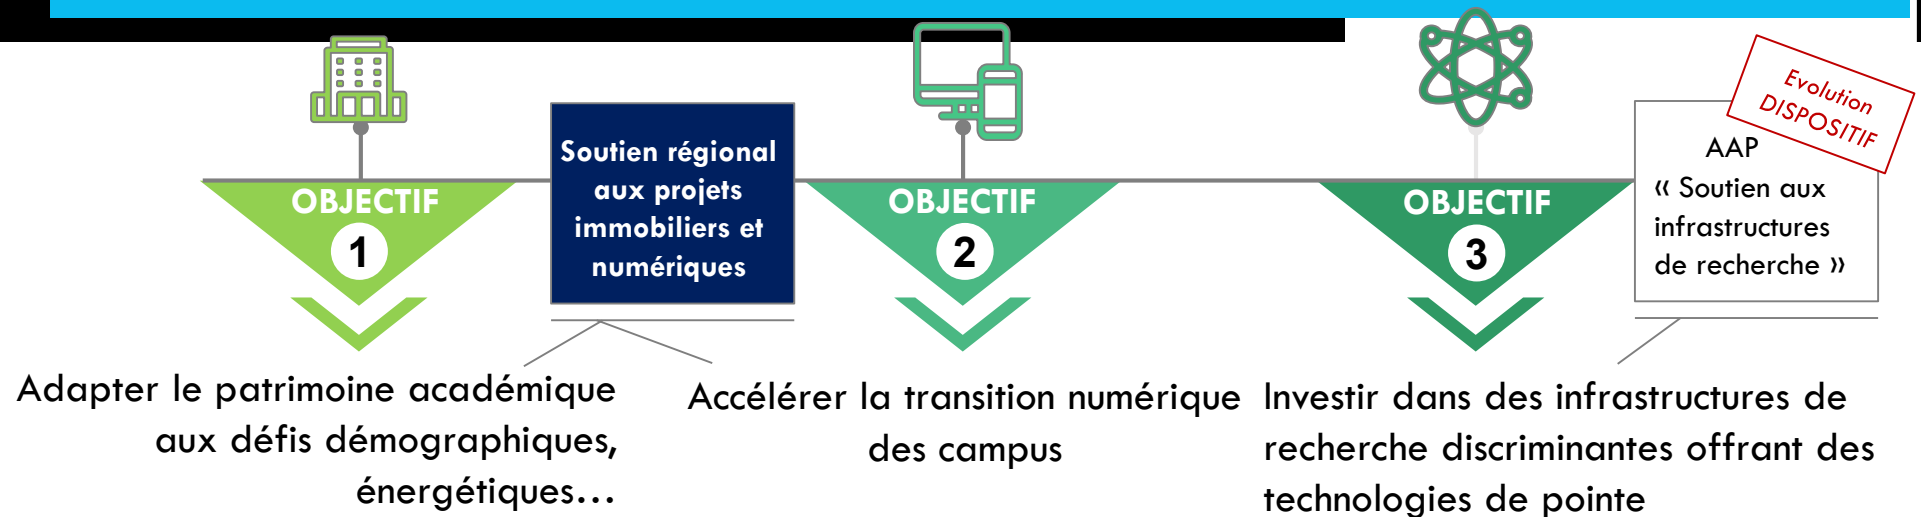 OBJECTIF
1
Adapter le patrimoine académique
aux défis démographiques,
énergétiques…
Soutien régional
aux projets
immobiliers et
numériques
OBJECTIF
2
Accélérer la transition numérique
des campus
OBJECTIF
3
Investir dans des infrastructures de
recherche discriminantes offrant des
technologies de pointe
AAP
« Soutien aux
infrastructures
de recherche »
Evolution
DISPOSITIF